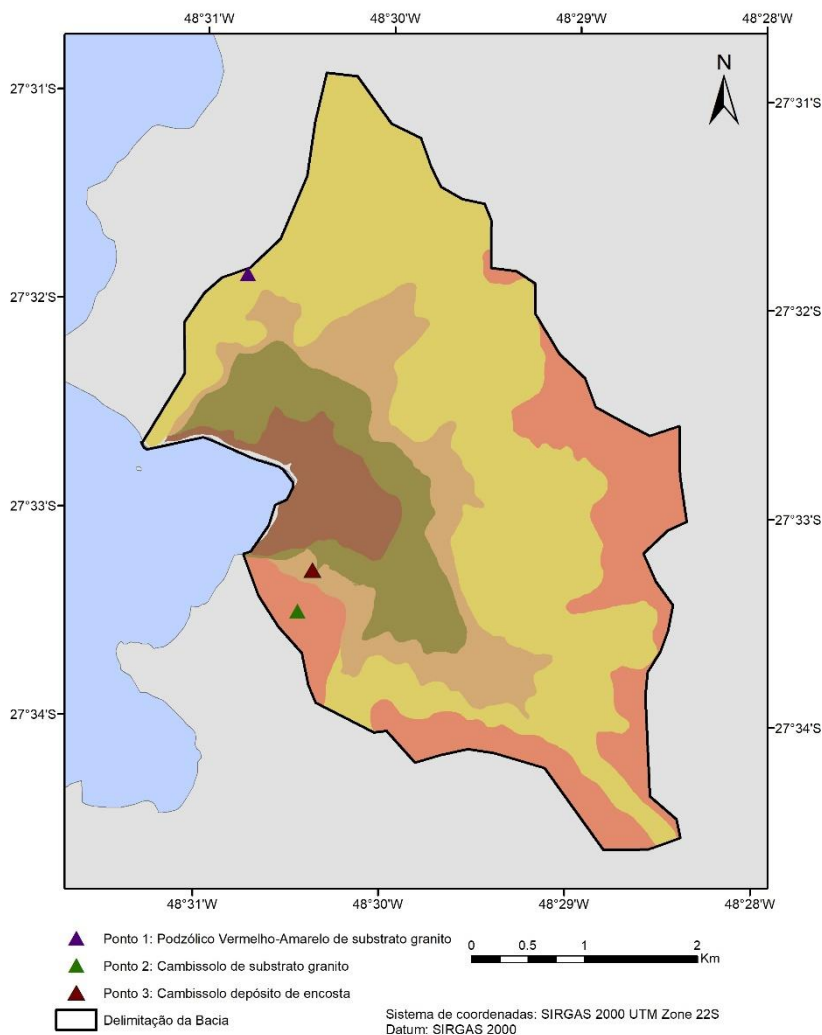 48°31'W 48°30'W 48°29'W 48°28'W
N
27°31'S 27°31'S
27°32'S 27°32'S
27°33'S 27°33'S
27°34'S 27°34'S
48°31'W 48°30'W 48°29'W 48°28'W
Ponto 1: Podzólico Vermelho-Amarelo de substrato granito
Ponto 2: Cambissolo de substrato granito
Ponto 3: Cambissolo depósito de encosta
Delimitação da Bacia
0 0.5 1 2
Km
Sistema de coordenadas: SIRGAS 2000 UTM Zone 22S
Datum: SIRGAS 2000